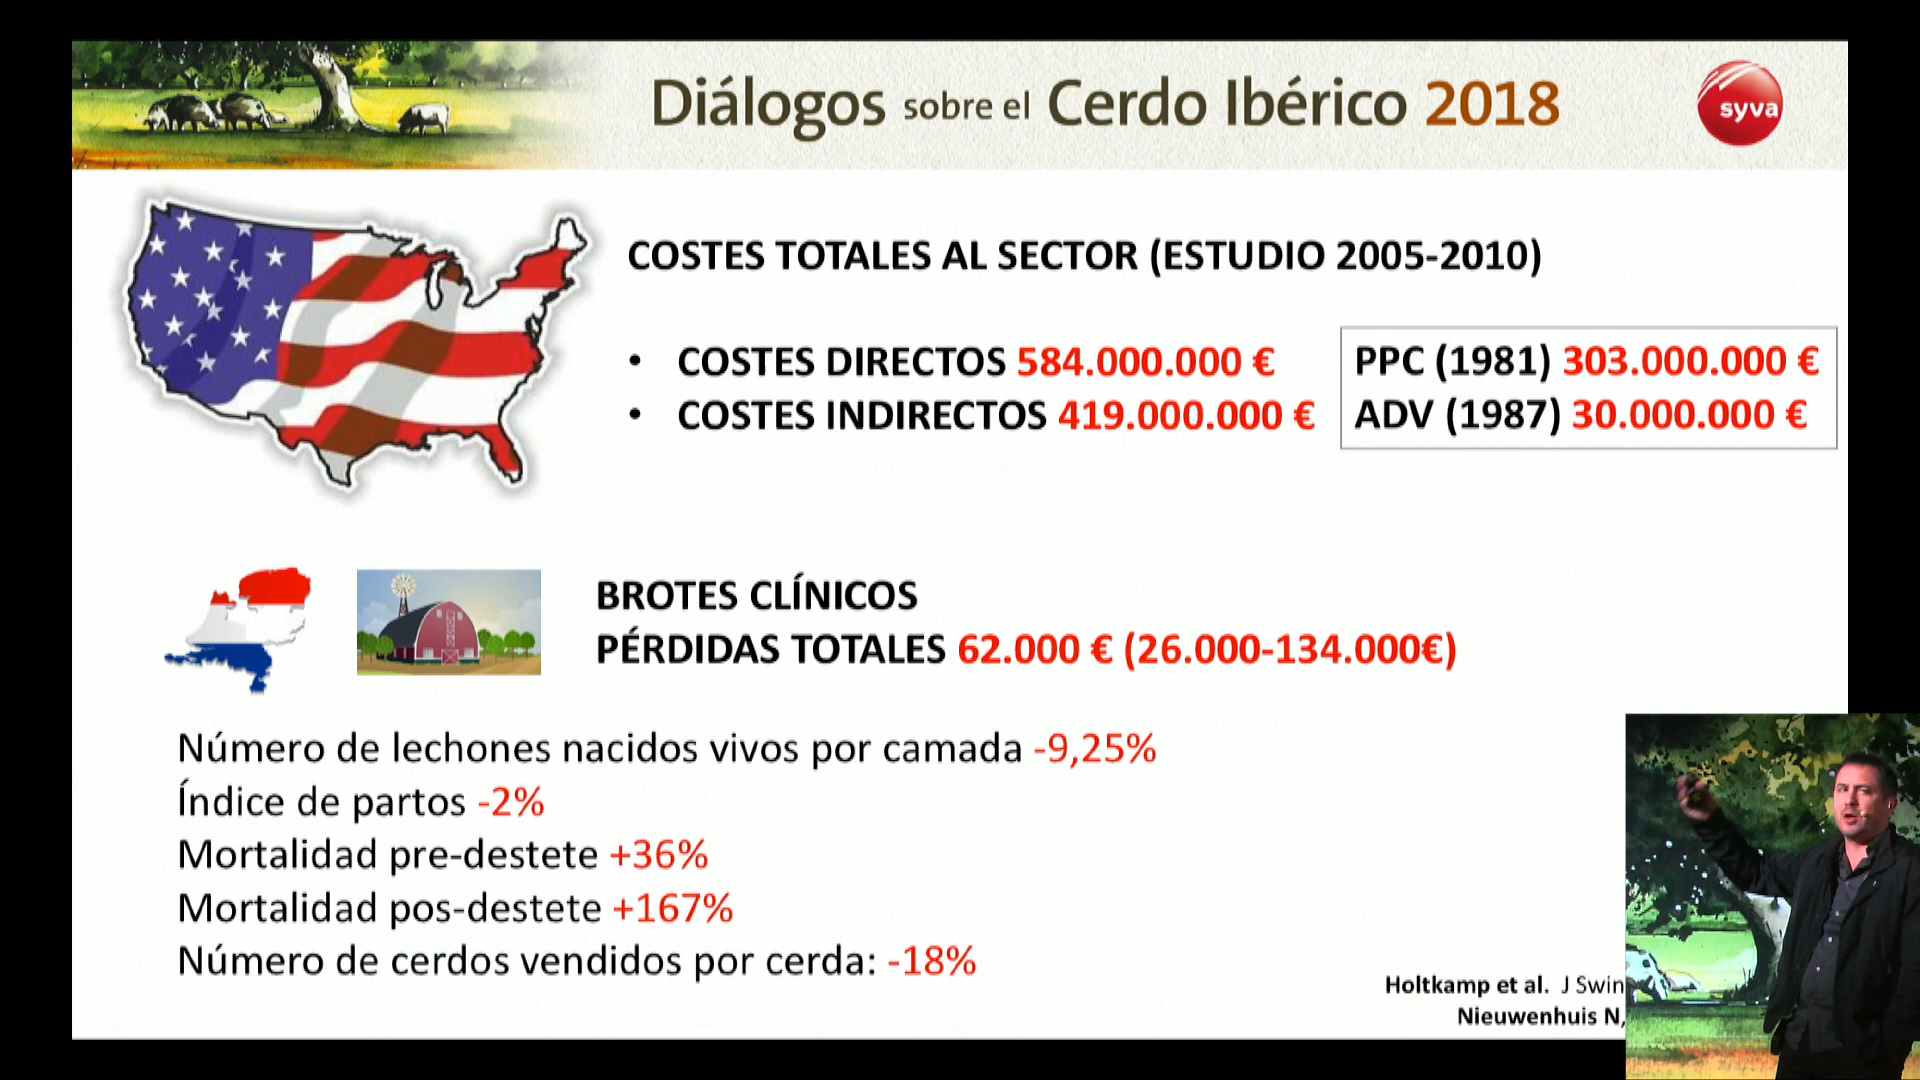 Diálogos sobre el Cerdo Ibérico 2018
syva
COSTES TOTALES AL SECTOR (ESTUDIO 2005-2010)
• COSTES DIRECTOS 584.000.000 €
• COSTES INDIRECTOS 419.000.000 €
PPC (1981) 303.000.000 €
ADV (1987) 30.000.000 €
BROTES CLÍNICOS
PÉRDIDAS TOTALES 62.000 € (26.000-134.000€)
Número de lechones nacidos vivos por camada -9,25%
Índice de partos -2%
Mortalidad pre-destete +36%
Mortalidad pos-destete +167%
Número de cerdos vendidos por cerda: -18%
Holtkamp et al. J Swin
Nieuwenhuis N,